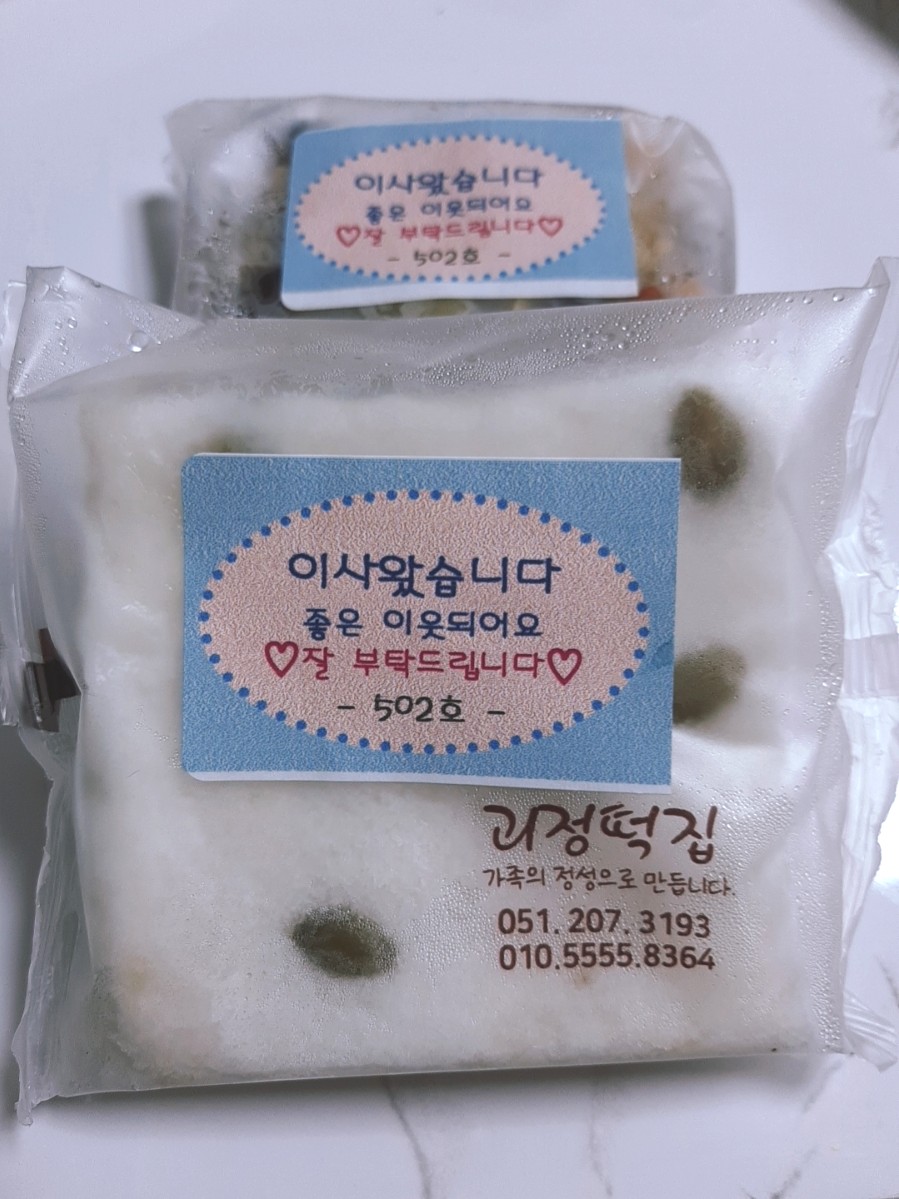 이사왔습니다
좋은 이웃되어요
♡잘 부탁드립니다♡
- 502호 -
이사왔습니다
좋은 이웃되어요
♡잘 부탁드립니다♡
- 502호 -
괴정떡집
가족의 정성으로 만듭니다.
051. 207. 3193
010.5555.8364